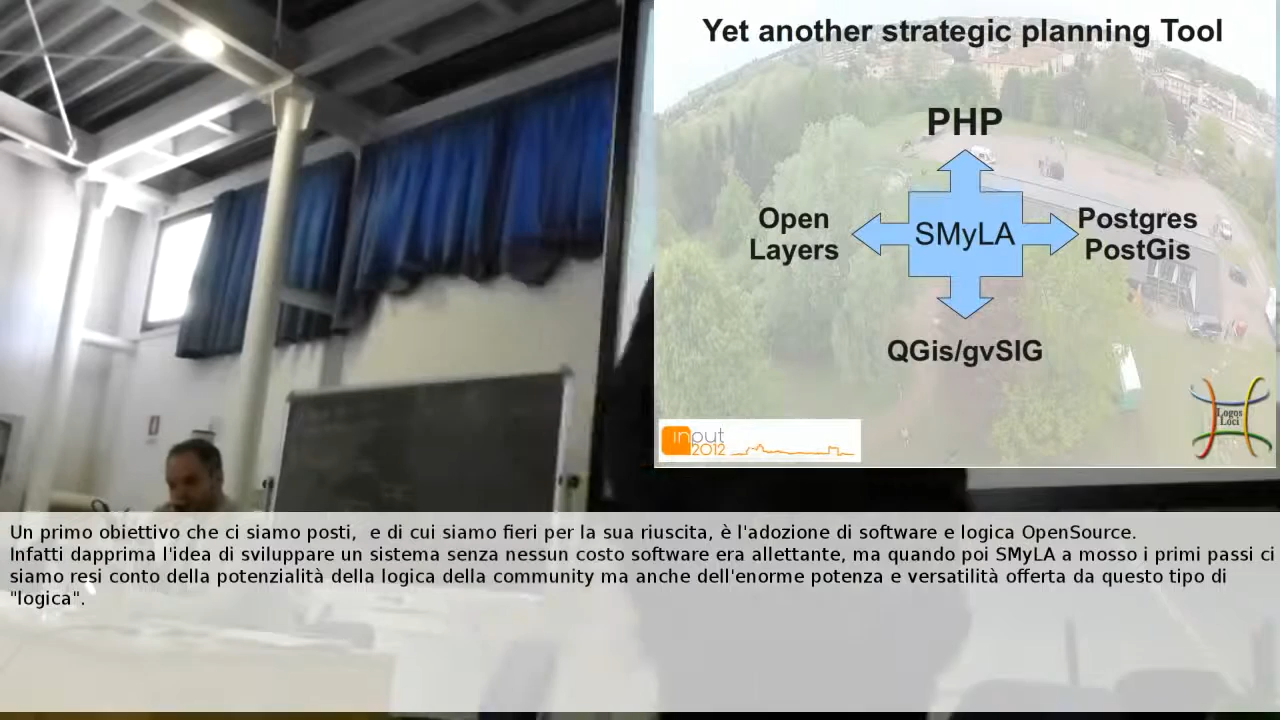 Yet another strategic planning Tool
PHP
Open
Layers
SMyLA
Postgres
PostGis
QGis/gvSIG
input
2012
Logos
Loci
Un primo obiettivo che ci siamo posti,  e di cui siamo fieri per la sua riuscita, è l'adozione di software e logica OpenSource.
Infatti dapprima l'idea di sviluppare un sistema senza nessun costo software era allettante, ma quando poi SMyLA a mosso i primi passi ci
siamo resi conto della potenzialità della logica della community ma anche dell'enorme potenza e versatilità offerta da questo tipo di
"logica".